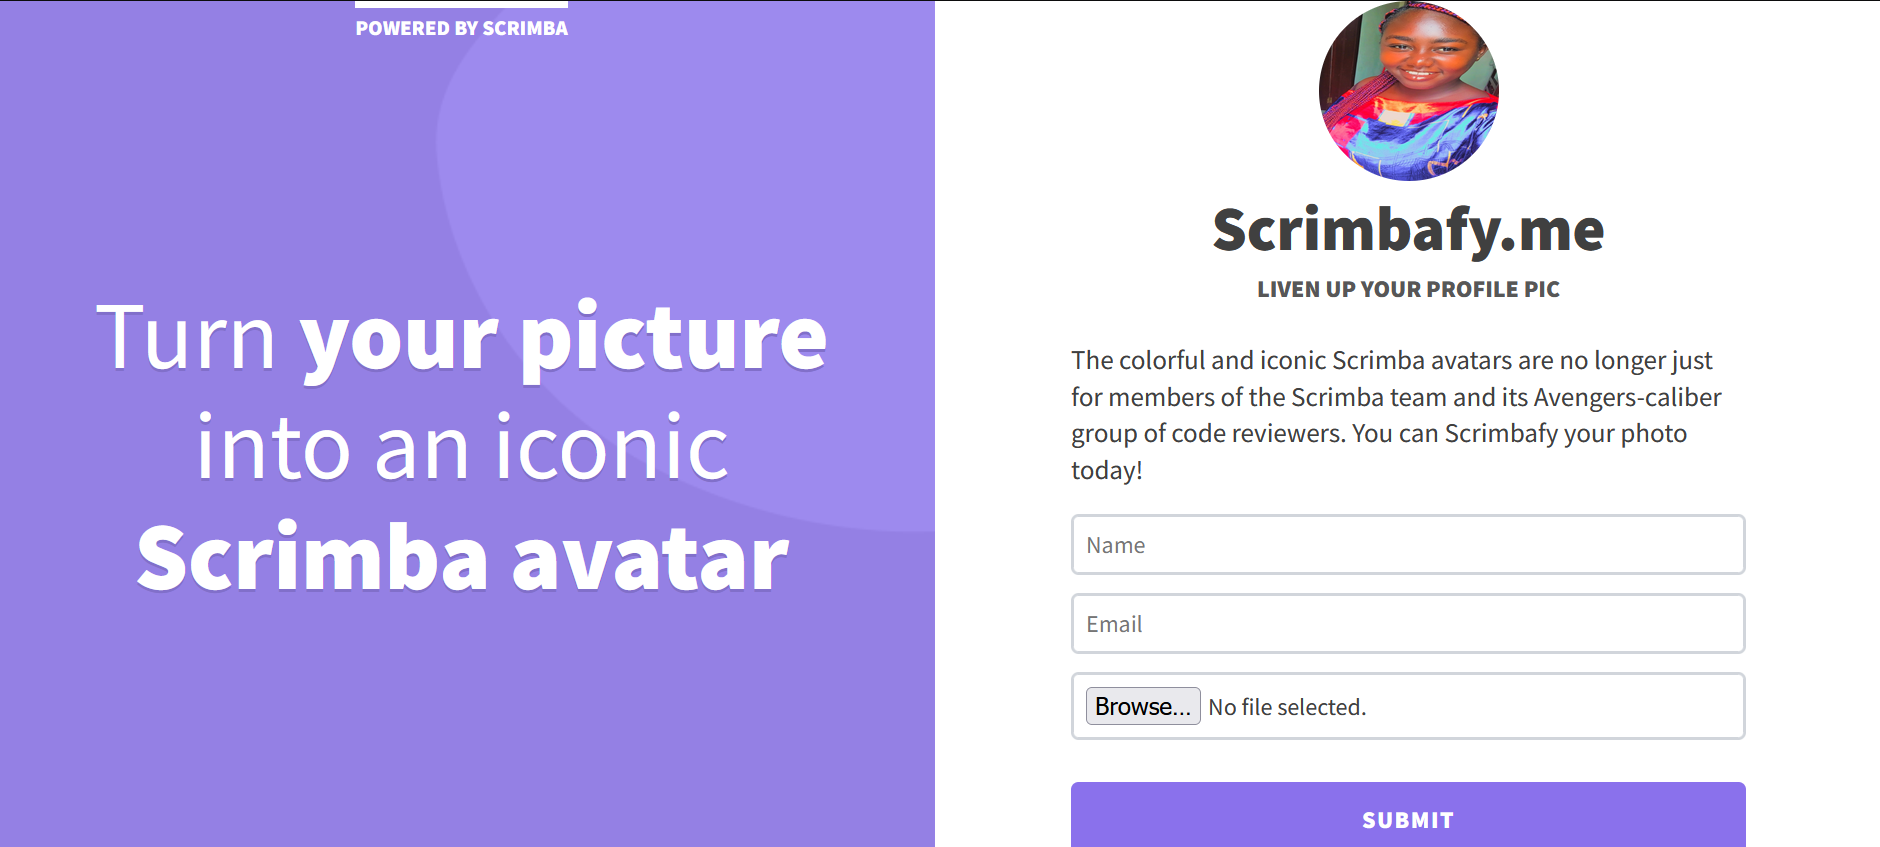 POWERED BY SCRIMBA
Turn your picture
into an iconic
Scrimba avatar
Scrimbafy.me
LIVEN UP YOUR PROFILE PIC
The colorful and iconic Scrimba avatars are no longer just
for members of the Scrimba team and its Avengers-caliber
group of code reviewers. You can Scrimbafy your photo
today!
Name
Email
Browse... No file selected.
SUBMIT